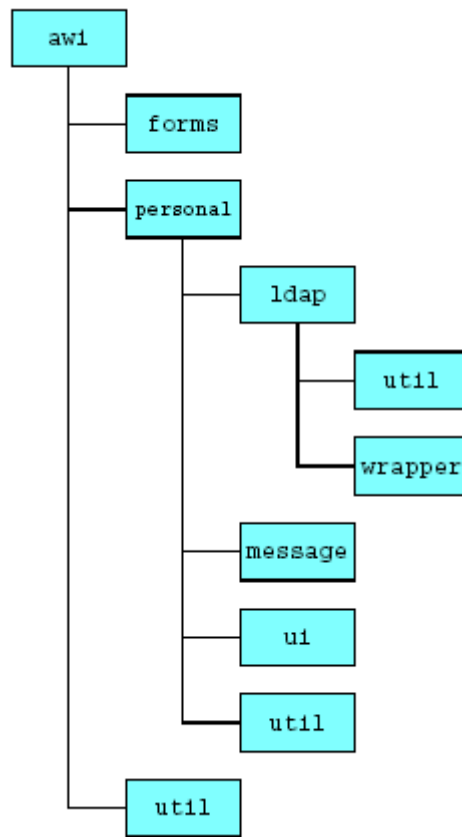 awi
forms
personal
ldap
util
wrapper
message
ui
util
util